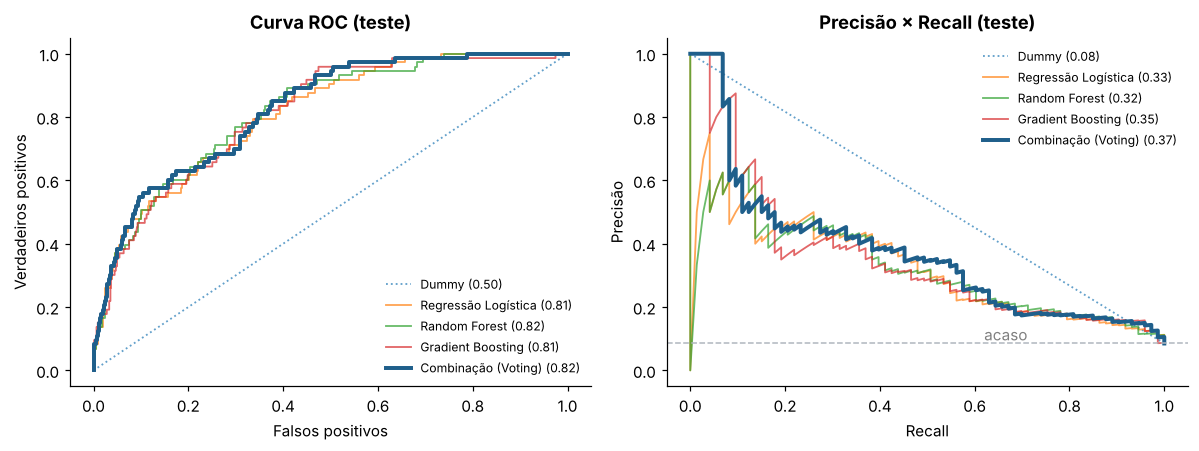 Curva ROC (teste)
1.0
0.8
0.6
0.4
0.2
0.0
Verdadeiros positivos
0.0
0.2
0.4
0.6
0.8
1.0
Falsos positivos
Dummy (0.50)
Regressão Logística (0.81)
Random Forest (0.82)
Gradient Boosting (0.81)
Combinação (Voting) (0.82)
Precisão × Recall (teste)
1.0
0.8
0.6
0.4
0.2
0.0
Precisão
0.0
0.2
0.4
0.6
0.8
1.0
Recall
Dummy (0.08)
Regressão Logística (0.33)
Random Forest (0.32)
Gradient Boosting (0.35)
Combinação (Voting) (0.37)
acaso